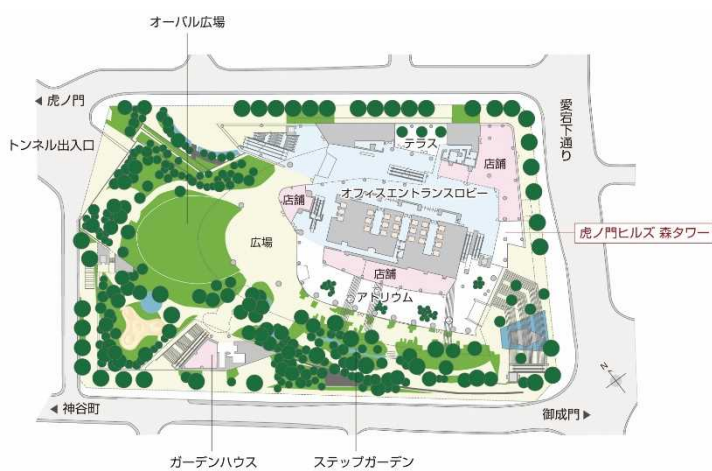 オーバル広場
虎ノ門
愛宕下通り
トンネル出入口
テラス
店舗
オフィスエントランスロビー
店舗
広場
虎ノ門ヒルズ 森タワー
店舗
アトリウム
N
神谷町
御成門
ガーデンハウス
ステップガーデン